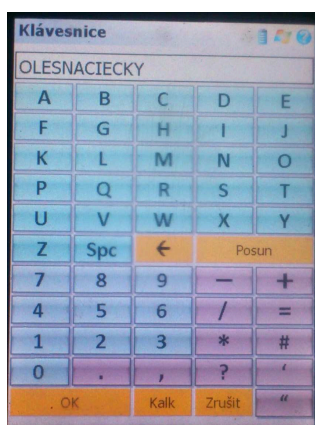 Klávesnice
OLESNACIECKY
A B C D E
F G H I J
K L M N O
P Q R S T
U V W X Y
Z Spc ← Posun
7 8 9 — +
4 5 6 / =
1 2 3 * #
0 . , ? ‘
OK Kalk Zrušit “